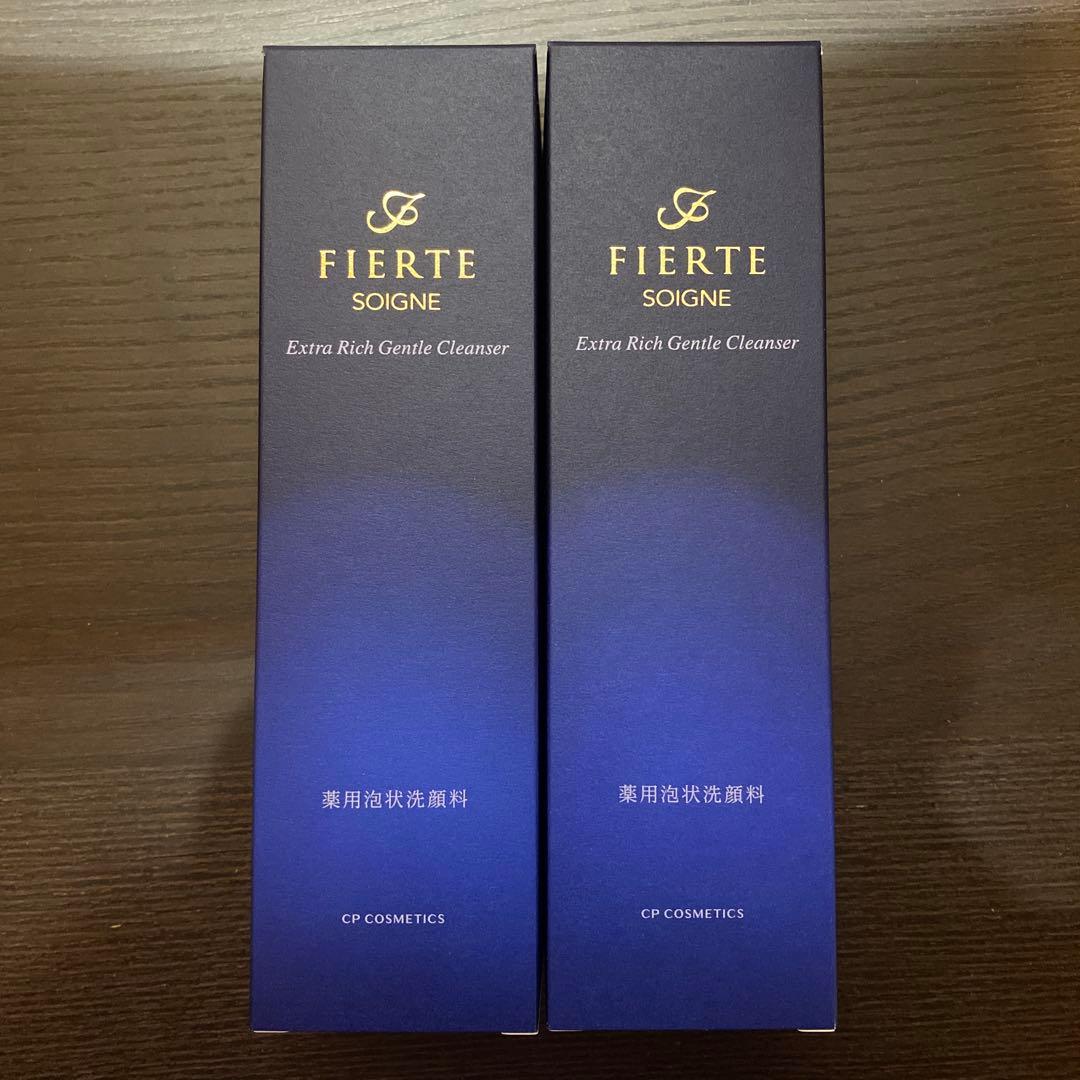 FIERTE
SOIGNE
Extra Rich Gentle Cleanser
薬用泡状洗顔料
CP COSMETICS
FIERTE
SOIGNE
Extra Rich Gentle Cleanser
薬用泡状洗顔料
CP COSMETICS